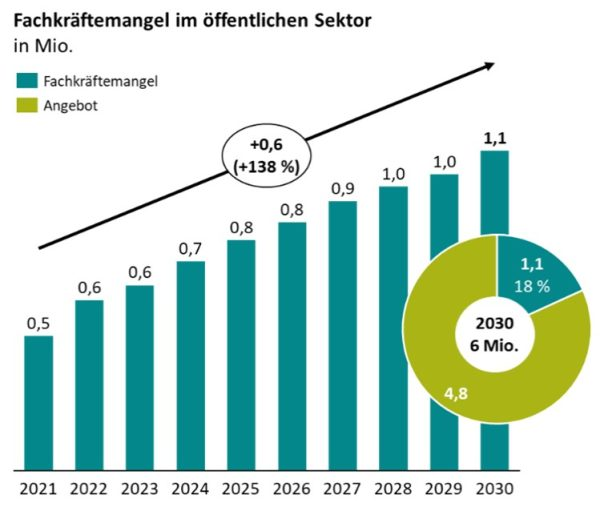 Fachkräftemangel im öffentlichen Sektor
in Mio.
Fachkräftemangel
Angebot
+0,6
(+138 %)
0,5
0,6
0,6
0,7
0,8
0,8
0,9
1,0
1,0
1,1
1,1
18 %
2030
6 Mio.
4,8
2021 2022 2023 2024 2025 2026 2027 2028 2029 2030